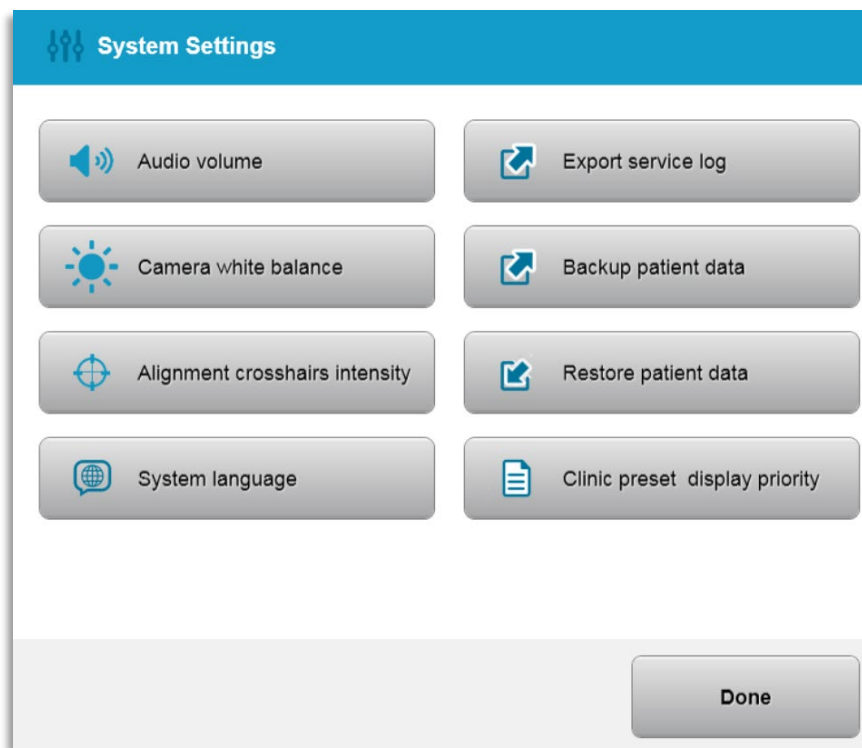 System Settings
Audio volume
Export service log
Camera white balance
Backup patient data
Alignment crosshairs intensity
Restore patient data
System language
Clinic preset display priority
Done